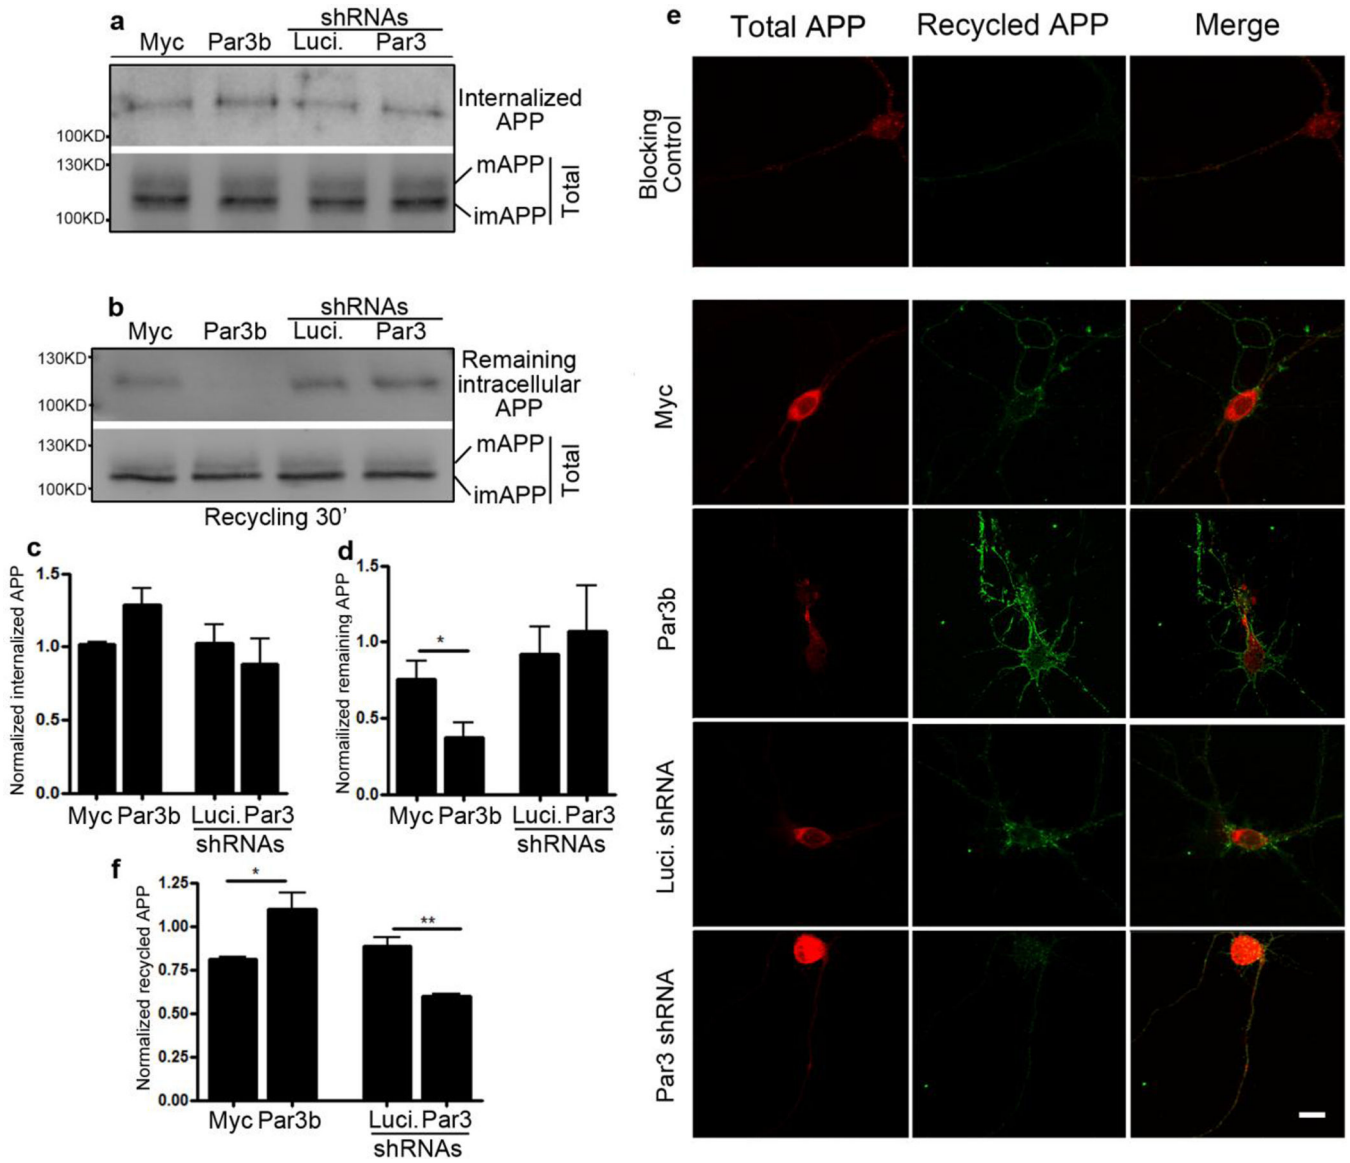 a
shRNAs
Myc Par3b Luci. Par3
Internalized
APP
100KD
130KD
mAPP
Total
100KD
imAPP
b
shRNAs
Myc Par3b Luci. Par3
130KD
Remaining
intracellular
APP
100KD
130KD
mAPP
Total
100KD
imAPP
Recycling 30'
c
Normalized internalized APP
1.5
1.0
0.5
0.0
Myc Par3b Luci. Par3
shRNAs
d
Normailized remaining APP
1.5
1.0
0.5
0.0
*
Myc Par3b Luci. Par3
shRNAs
f
Normalized recycled APP
1.25
1.00
0.75
0.50
0.25
0.00
*
**
Myc Par3b Luci. Par3
shRNAs
e
Total APP Recycled APP Merge
Blocking
Control
Myc
Par3b
Luci. shRNA
Par3 shRNA